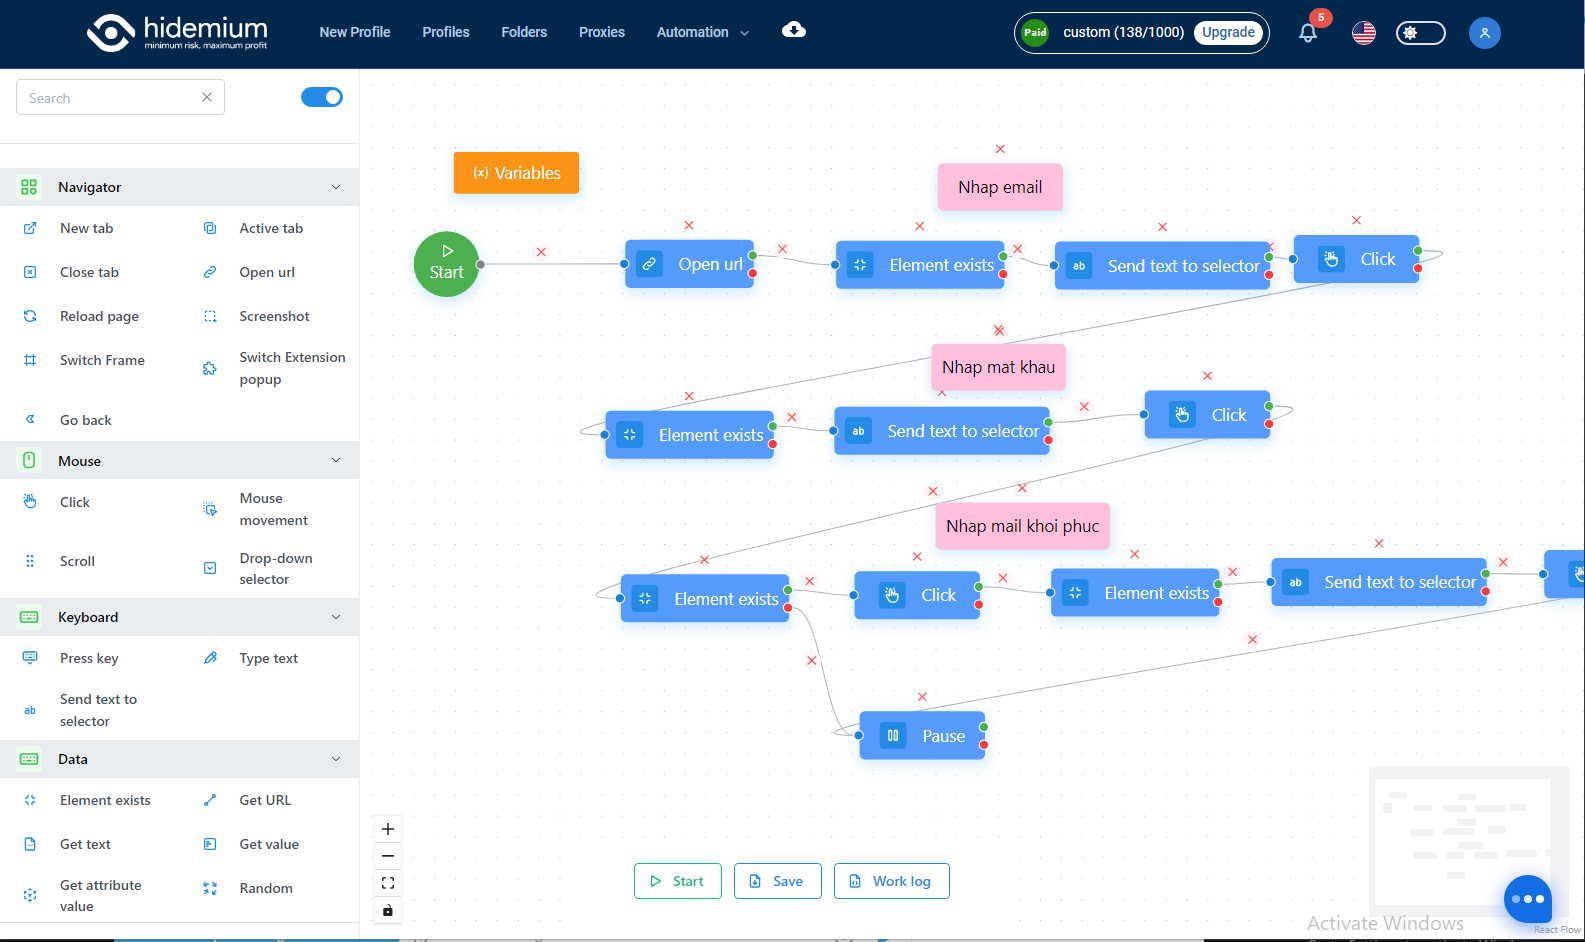 hidemium
minimum risk, maximum profit
New Profile
Profiles
Folders
Proxies
Automation
Paid
custom (138/1000)
Upgrade
5
Search
Navigator
New tab
Active tab
Close tab
Open url
Reload page
Screenshot
Switch Frame
Switch Extension
popup
Go back
Mouse
Click
Mouse
movement
Scroll
Drop-down
selector
Keyboard
Press key
Type text
ab
Send text to
selector
Data
Element exists
Get URL
Get text
Get value
Get attribute
value
Random
(x) Variables
Nhap email
Start
Open url
Element exists
ab Send text to selector
Click
Nhap mat khau
Element exists
ab Send text to selector
Click
Nhap mail khoi phuc
Element exists
Click
Element exists
ab Send text to selector
Pause
Start
Save
Work log
Activate Windows
React Flow